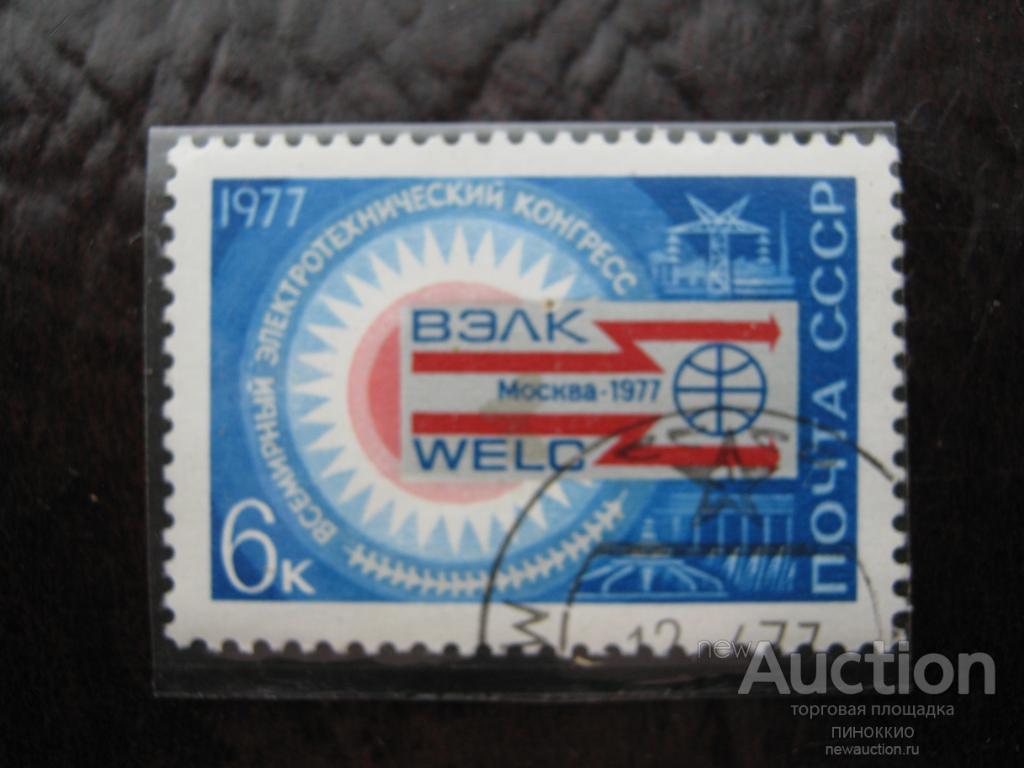 1977
ВСЕМИРНЫЙ ЭЛЕКТРОТЕХНИЧЕСКИЙ КОНГРЕСС
ВЭЛК
Москва-1977
WELC
6к
ПОЧТА СССР
newAuction
торговая площадка
пиноккио
newauction.ru